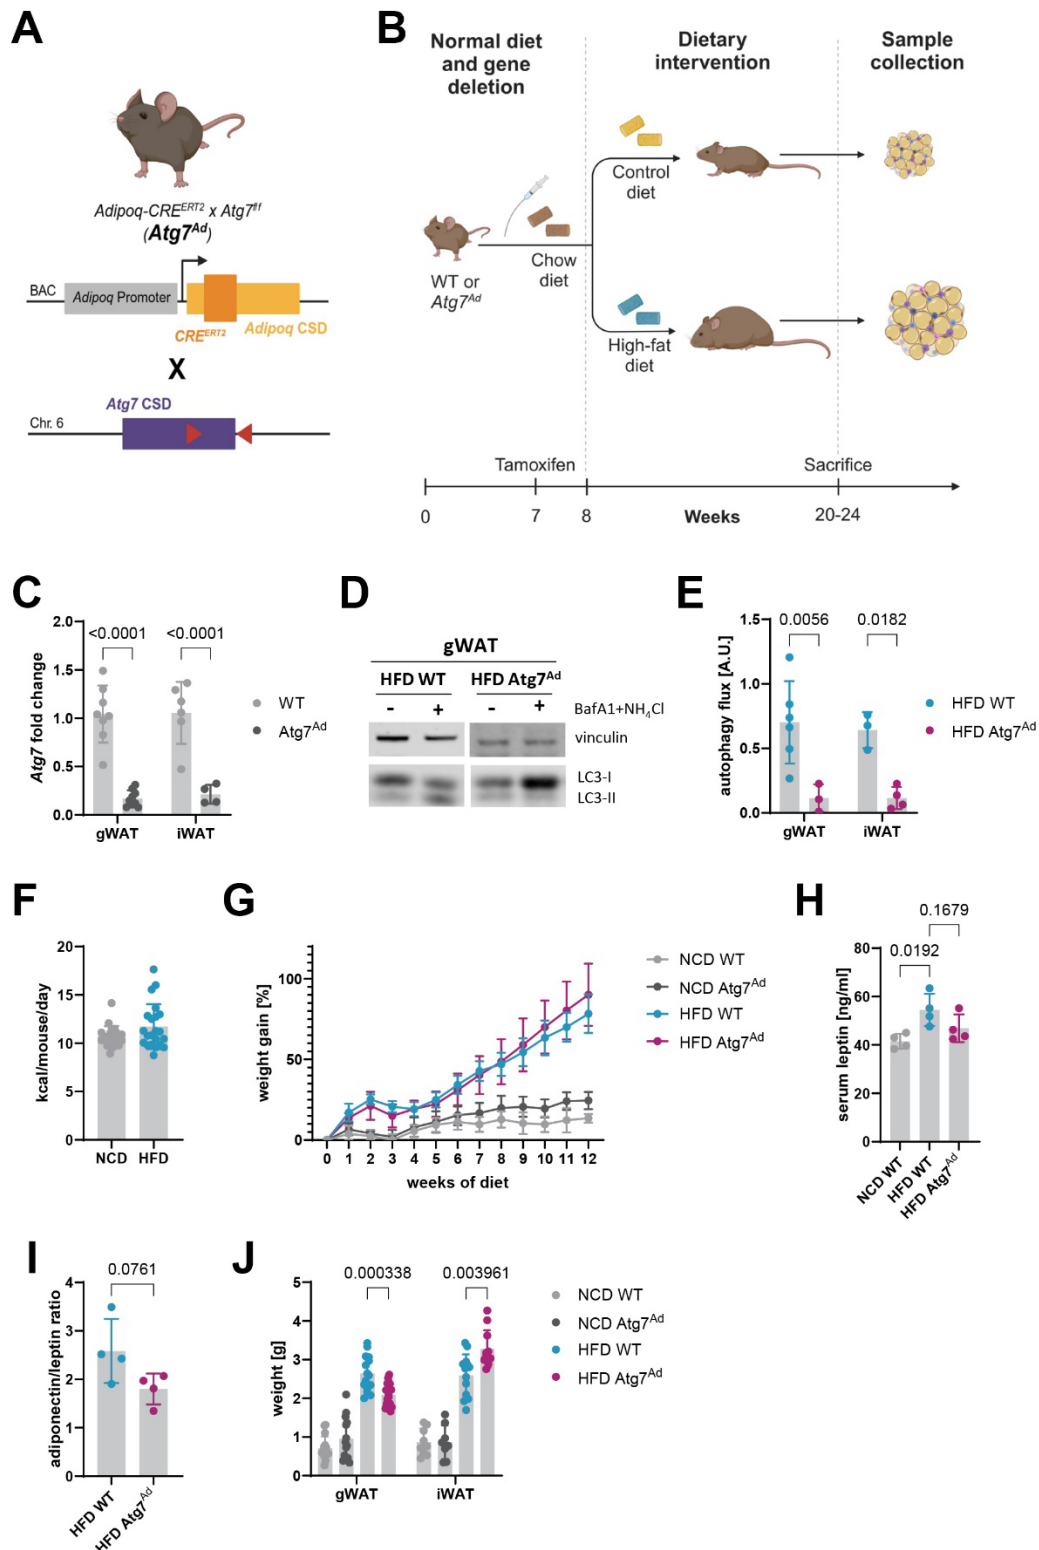 A
Adipoq-CRE^ERT2 x Atg7^f/f
(Atg7^Ad)
BAC
Adipoq Promoter
CRE^ERT2
Adipoq CSD
X
Atg7 CSD
Chr. 6
B
Normal diet
and gene
deletion
Dietary
intervention
Sample
collection
WT or
Atg7^Ad
Chow
diet
Control
diet
High-fat
diet
Tamoxifen
Sacrifice
0
7
8
Weeks
20-24
C
Atg7 fold change
2.0
1.5
1.0
0.5
0.0
<0.0001
<0.0001
gWAT
iWAT
WT
Atg7^Ad
D
gWAT
HFD WT
HFD Atg7^Ad
-
+
-
+
BafA1+NH₄Cl
vinculin
LC3-I
LC3-II
E
autophagy flux [A.U.]
1.5
1.0
0.5
0.0
0.0056
0.0182
gWAT
iWAT
HFD WT
HFD Atg7^Ad
F
kcal/mouse/day
20
15
10
5
0
NCD
HFD
G
weight gain [%]
100
50
0
0 1 2 3 4 5 6 7 8 9 10 11 12
weeks of diet
NCD WT
NCD Atg7^Ad
HFD WT
HFD Atg7^Ad
H
serum leptin [ng/ml]
80
60
40
20
0
0.1679
0.0192
NCD WT
HFD WT
HFD Atg7^Ad
I
adiponectin/leptin ratio
4
3
2
1
0
0.0761
HFD WT
HFD Atg7^Ad
J
weight [g]
5
4
3
2
1
0
0.000338
0.003961
gWAT
iWAT
NCD WT
NCD Atg7^Ad
HFD WT
HFD Atg7^Ad